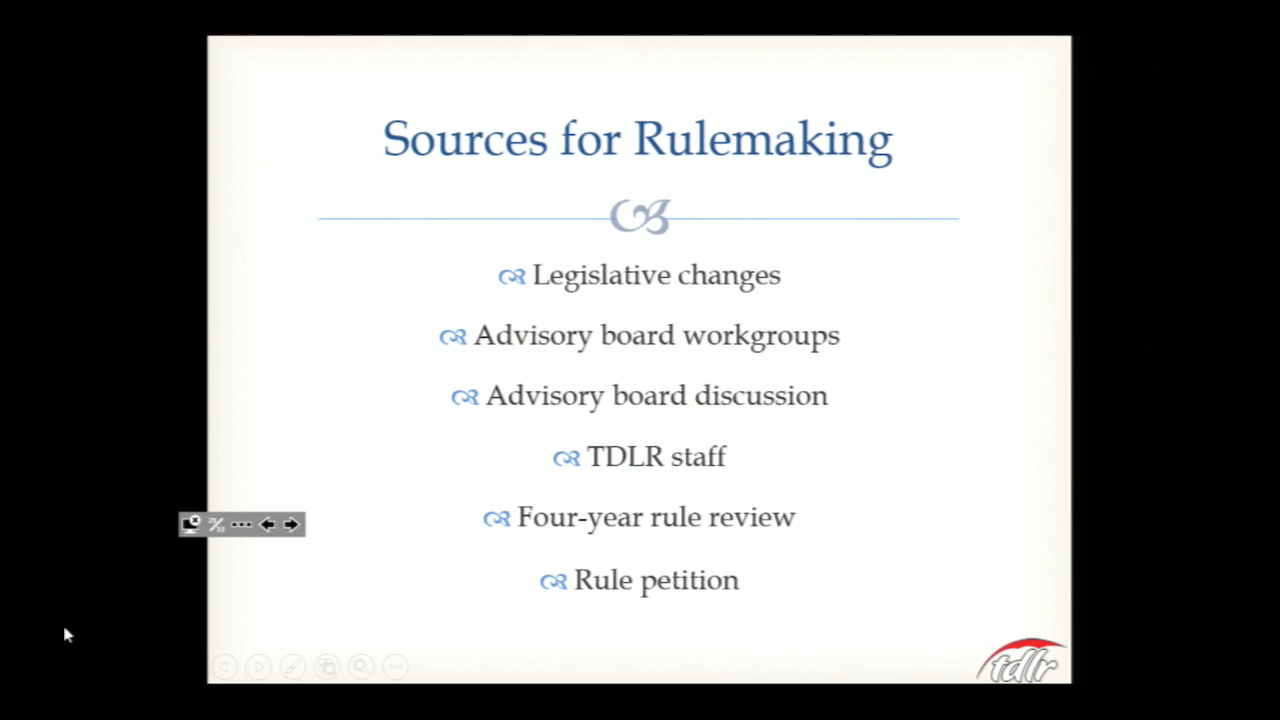 Sources for Rulemaking
Legislative changes
Advisory board workgroups
Advisory board discussion
TDLR staff
Four-year rule review
Rule petition
tdlr